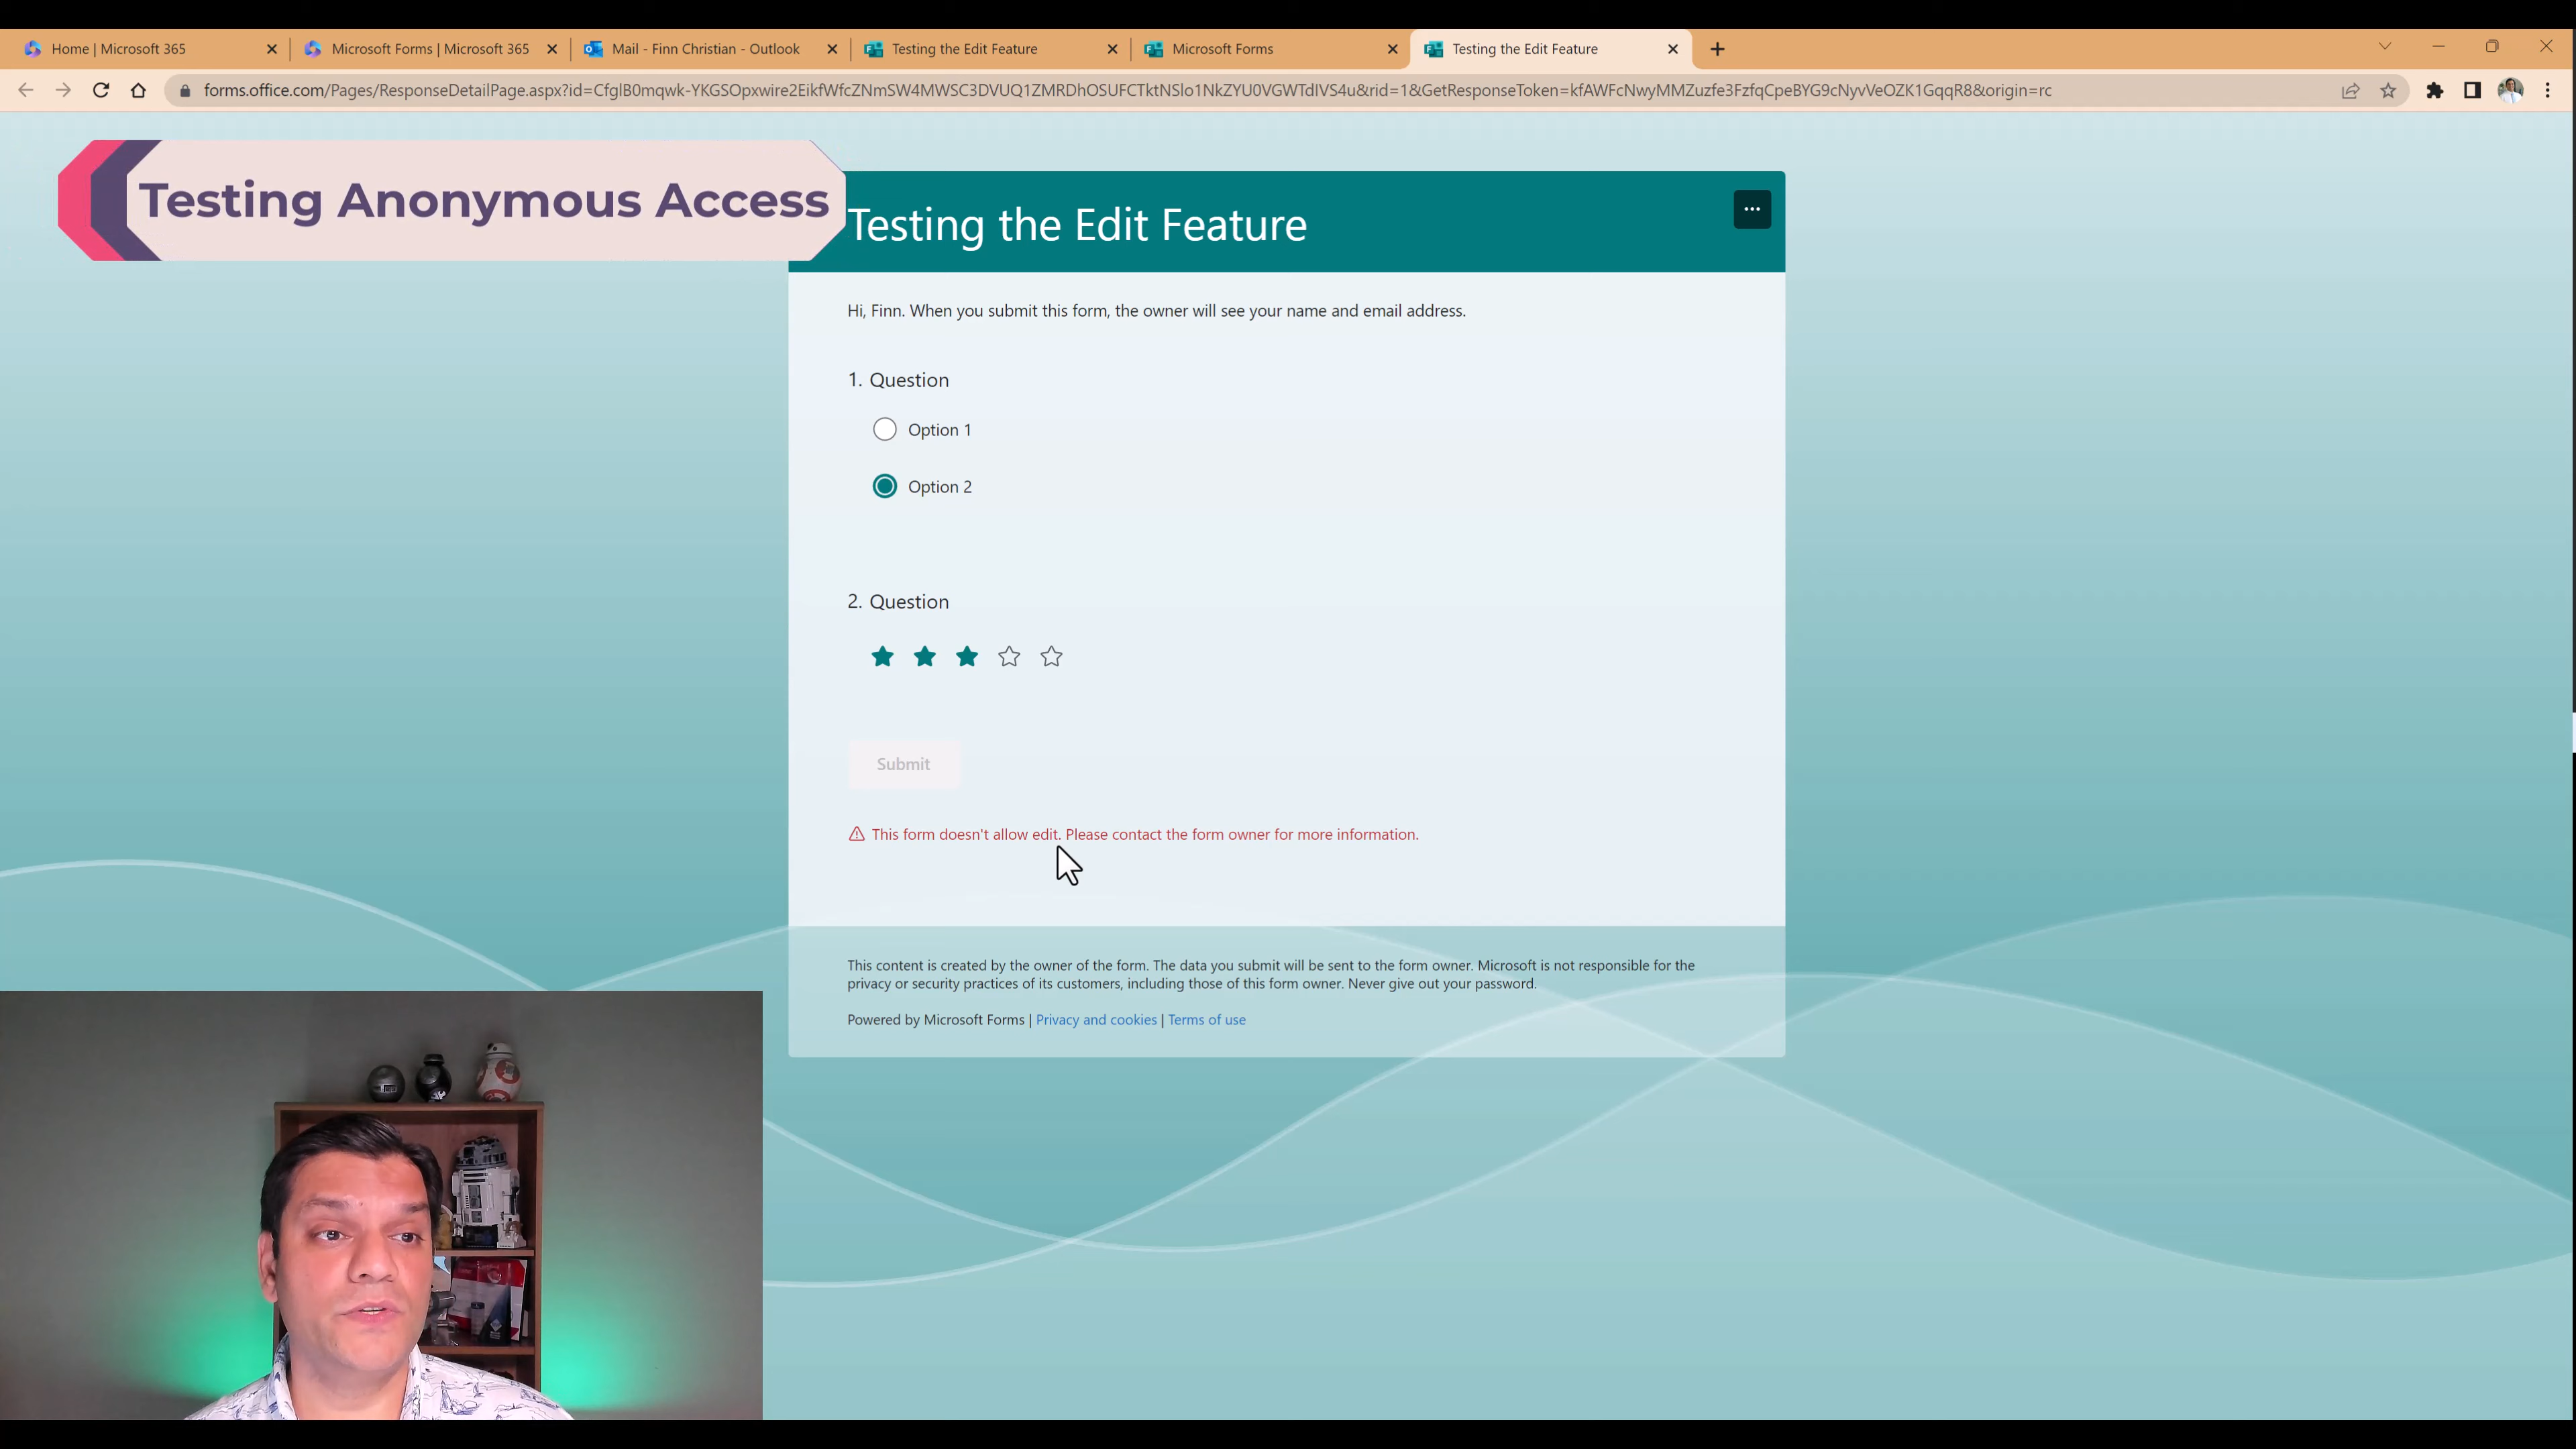 Home | Microsoft 365
Microsoft Forms | Microsoft 365
Mail - Finn Christian - Outlook
Testing the Edit Feature
Microsoft Forms
Testing the Edit Feature
forms.office.com/Pages/ResponseDetailPage.aspx?id=CfglB0mqwk-YKGSOpxwire2EikfWfcZNmSW4MWSC3DVUQ1ZMRDhOSUFCTktNSlo1NkZYU0VGWTdIVS4u&rid=1&GetResponseToken=kfAWFcNwyMMZuzfe3FzfqCpeBYG9cNyvVeOZK1GqqR8&origin=rc
Testing Anonymous Access
Testing the Edit Feature
Hi, Finn. When you submit this form, the owner will see your name and email address.
1. Question
Option 1
Option 2
2. Question
Submit
This form doesn't allow edit. Please contact the form owner for more information.
This content is created by the owner of the form. The data you submit will be sent to the form owner. Microsoft is not responsible for the
privacy or security practices of its customers, including those of this form owner. Never give out your password.
Powered by Microsoft Forms | Privacy and cookies | Terms of use